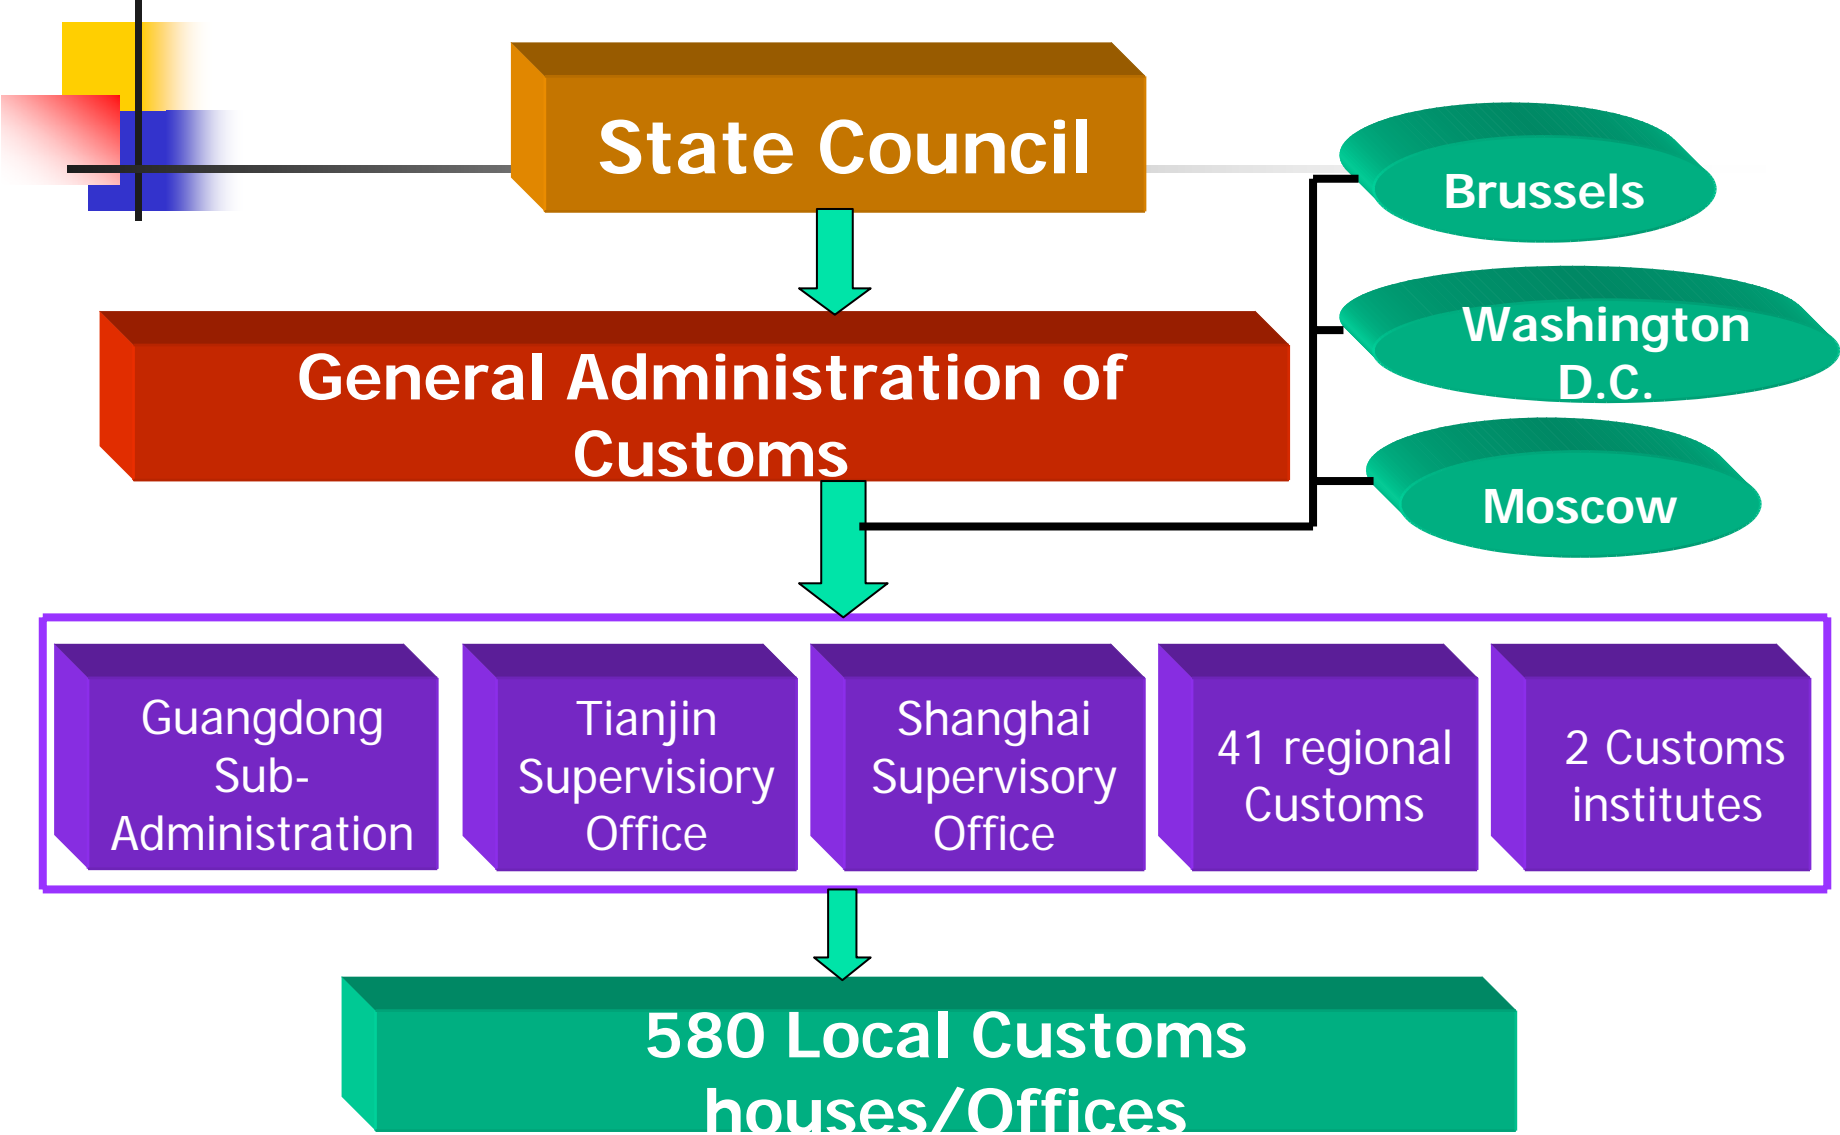 State Council
Brussels
Washington
D.C.
General Administration of
Customs
Moscow
Guangdong
Sub-
Administration
Tianjin
Supervisiory
Office
Shanghai
Supervisory
Office
41 regional
Customs
2 Customs
institutes
580 Local Customs
houses/Offices